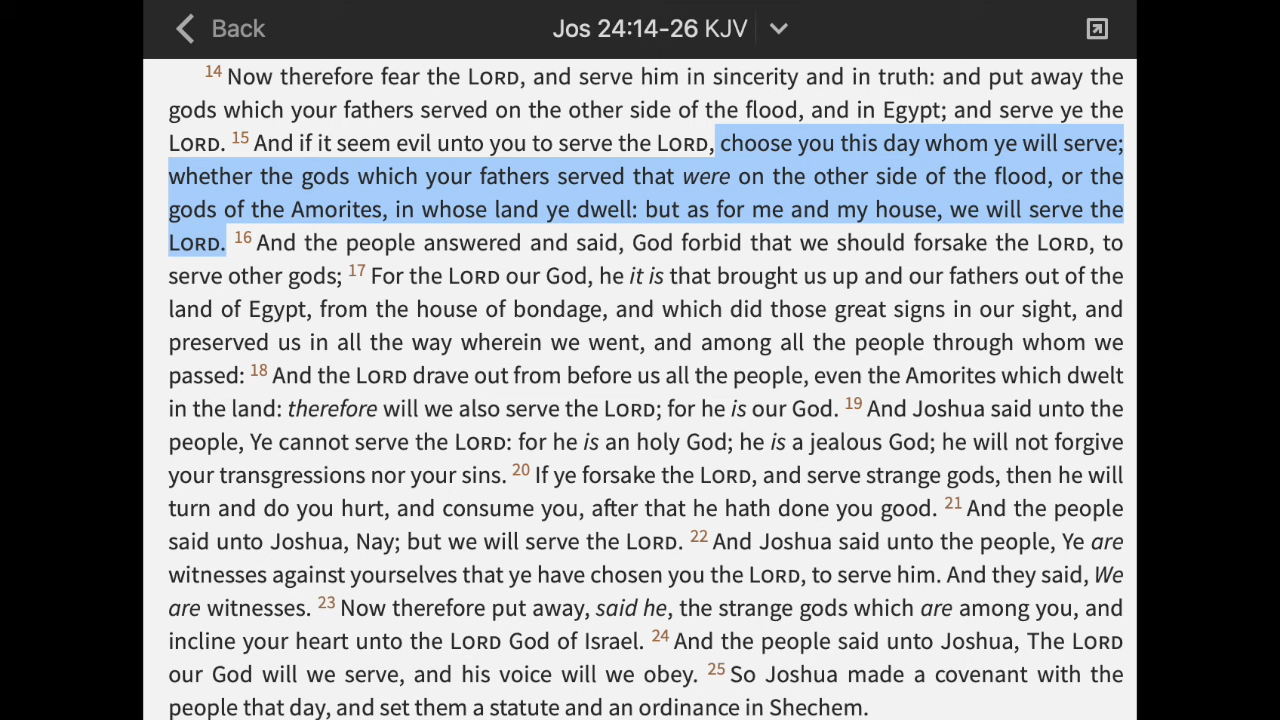 Back
Jos 24:14-26 KJV
14 Now therefore fear the LORD, and serve him in sincerity and in truth: and put away the
gods which your fathers served on the other side of the flood, and in Egypt; and serve ye the
LORD. 15 And if it seem evil unto you to serve the LORD, choose you this day whom ye will serve;
whether the gods which your fathers served that were on the other side of the flood, or the
gods of the Amorites, in whose land ye dwell: but as for me and my house, we will serve the
LORD. 16 And the people answered and said, God forbid that we should forsake the LORD, to
serve other gods; 17 For the LORD our God, he it is that brought us up and our fathers out of the
land of Egypt, from the house of bondage, and which did those great signs in our sight, and
preserved us in all the way wherein we went, and among all the people through whom we
passed: 18 And the LORD drave out from before us all the people, even the Amorites which dwelt
in the land: therefore will we also serve the LORD; for he is our God. 19 And Joshua said unto the
people, Ye cannot serve the LORD: for he is an holy God; he is a jealous God; he will not forgive
your transgressions nor your sins. 20 If ye forsake the LORD, and serve strange gods, then he will
turn and do you hurt, and consume you, after that he hath done you good. 21 And the people
said unto Joshua, Nay; but we will serve the LORD. 22 And Joshua said unto the people, Ye are
witnesses against yourselves that ye have chosen you the LORD, to serve him. And they said, We
are witnesses. 23 Now therefore put away, said he, the strange gods which are among you, and
incline your heart unto the LORD God of Israel. 24 And the people said unto Joshua, The LORD
our God will we serve, and his voice will we obey. 25 So Joshua made a covenant with the
people that day, and set them a statute and an ordinance in Shechem.